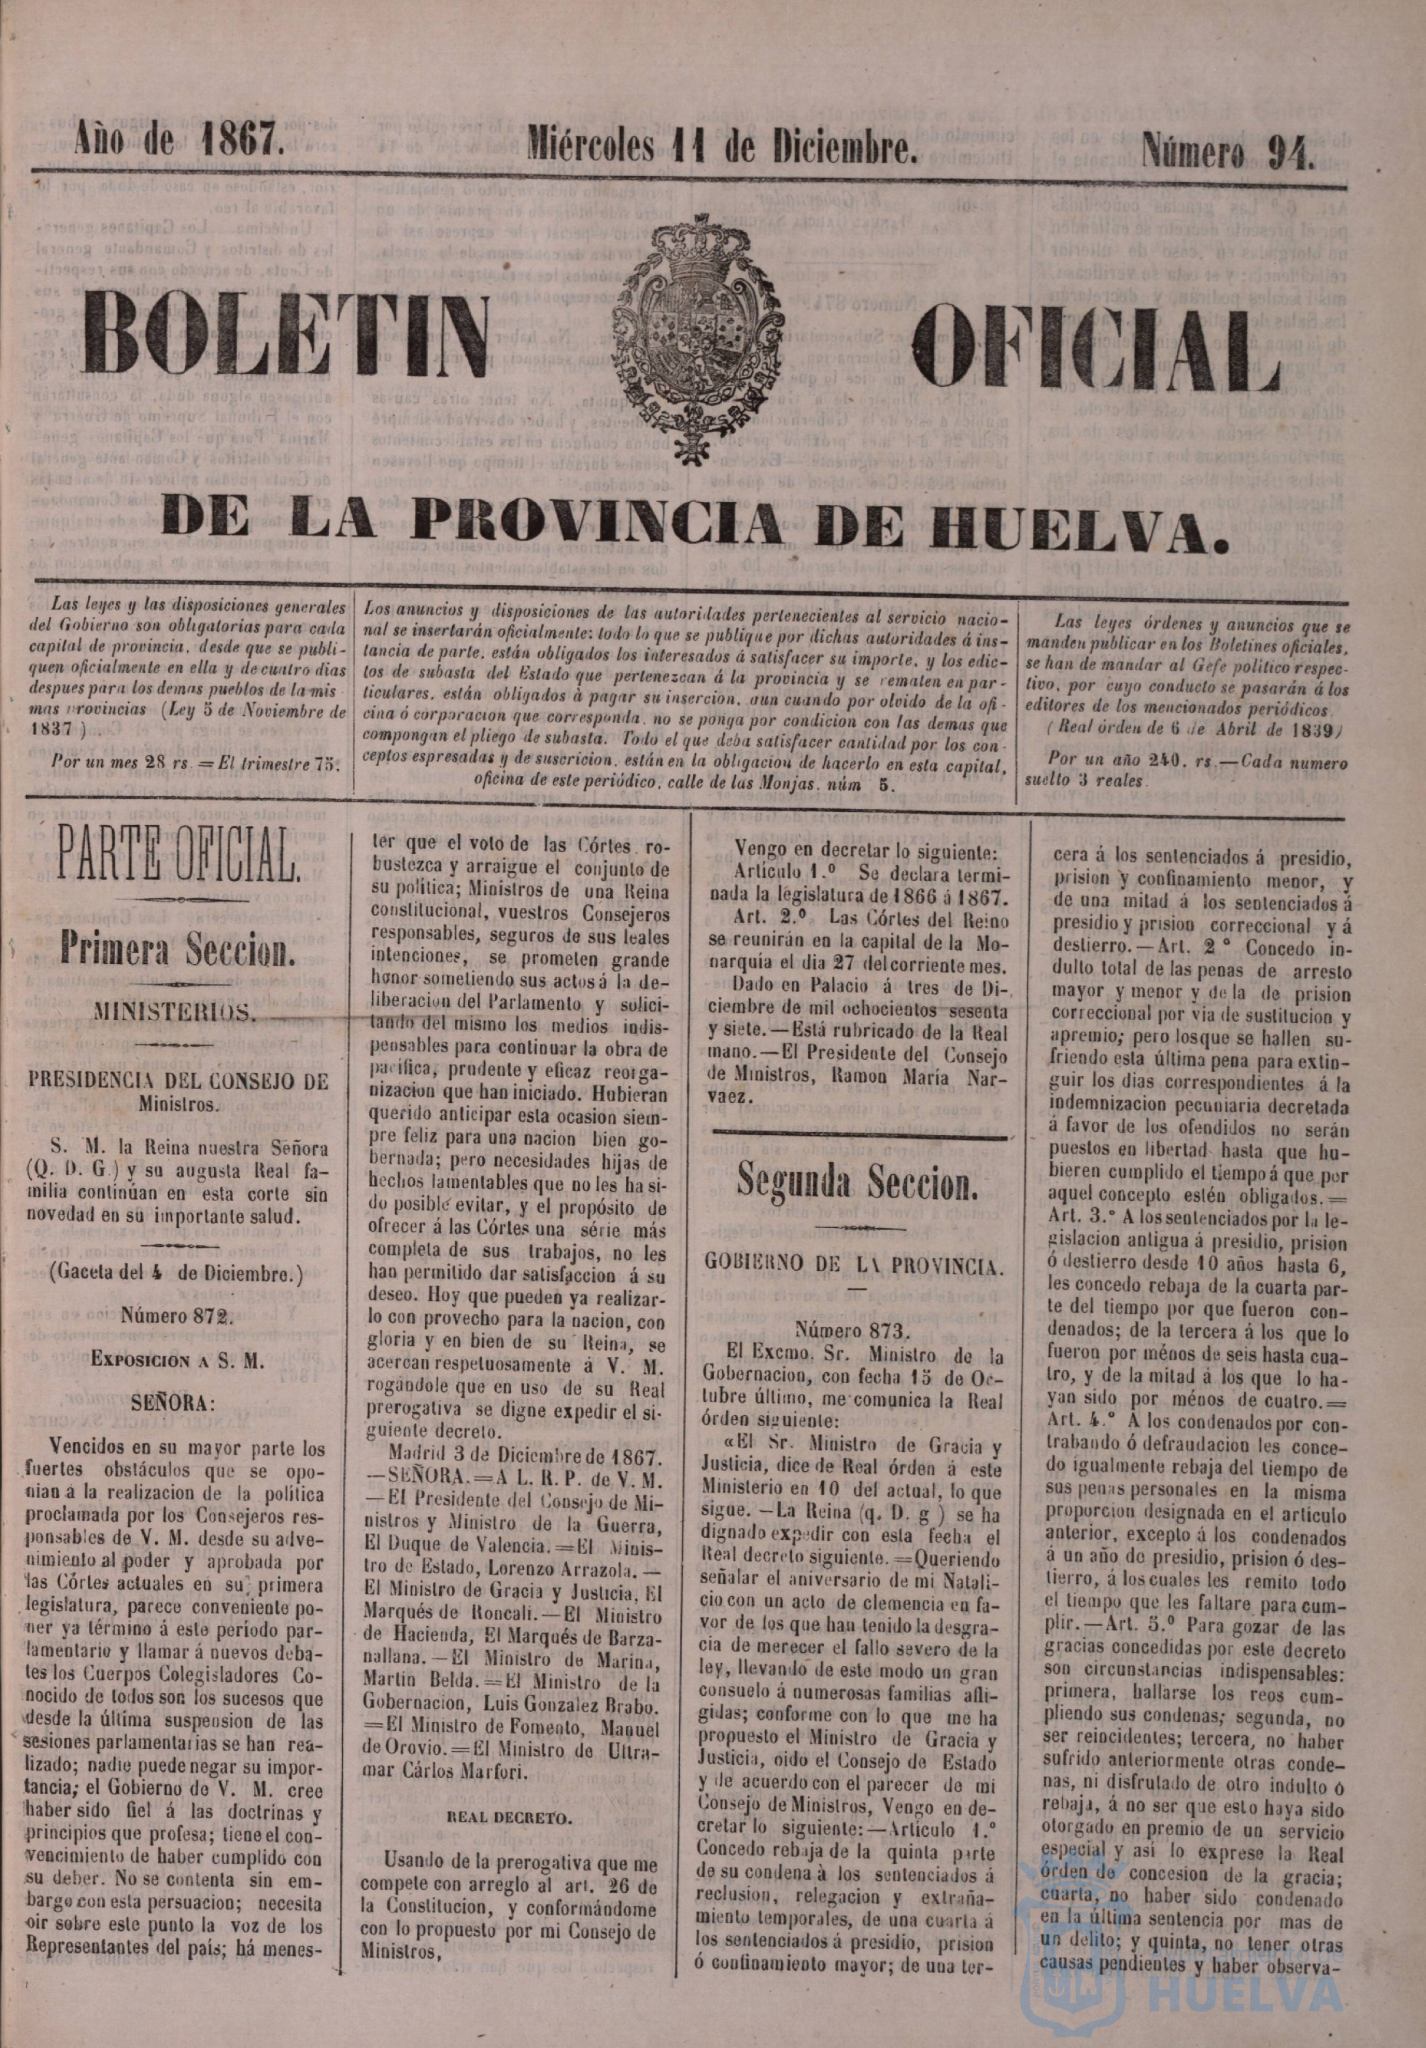 Año de 1867.
Miércoles 11 de Diciembre.
Número 94.
BOLETIN OFICIAL
DE LA PROVINCIA DE HUELVA.
Las leyes y las disposiciones generales
del Gobierno son obligatorias para cada
capital de provincia, desde que se publi-
quen oficialmente en ella y de cuatro dias
despues para los demas pueblos de la mis-
mas provincias (Ley 5 de Noviembre de
1837).
Por un mes 28 rs.=El trimestre 75.
Los anuncios y disposiciones de las autoridades pertenecientes al servicio nacio-
nal se insertarán oficialmente; todo lo que se publique por dichas autoridades á ins-
tancia de parte, están obligados los interesados á satisfacer su importe, y los edic-
tos de subasta del Estado que pertenezcan á la provincia y se rematen en par-
ticulares, están obligados á pagar su insercion, aun cuando por olvido de la ofi-
cina ó corporacion que corresponda, no se ponga por condicion con las demas que
compongan el pliego de subasta. Todo el que deba satisfacer cantidad por los con-
ceptos espresadas y de suscricion, están en la obligacion de hacerlo en esta capital,
oficina de este periódico, calle de las Monjas, núm 5.
Las leyes órdenes y anuncios que se
manden publicar en los Boletines oficiales,
se han de mandar al Gefe político respec-
tivo, por cuyo conducto se pasarán á los
editores de los mencionados periódicos.
(Real órden de 6 de Abril de 1839)
Por un año 240. rs.—Cada numero
suelto 3 reales.
PARTE OFICIAL.
Primera Seccion.
MINISTERIOS.
PRESIDENCIA DEL CONSEJO DE
Ministros.
S. M. la Reina nuestra Señora
(Q. D. G.) y su augusta Real fa-
milia continúan en esta corte sin
novedad en su importante salud.
(Gaceta del 4 de Diciembre.)
Número 872.
EXPOSICION A S. M.
SEÑORA:
Vencidos en su mayor parte los
fuertes obstáculos que se opo-
nian á la realizacion de la política
proclamada por los Consejeros res-
ponsables de V. M. desde su adve-
nimiento al poder y aprobada por
las Córtes actuales en su primera
legislatura, parece conveniente po-
ner ya término á este período par-
lamentario y llamar á nuevos deba-
tes los Cuerpos Colegisladores Co-
nocido de todos son los sucesos que
desde la última suspension de las
sesiones parlamentarias se han rea-
lizado; nadie puede negar su impor-
tancia; el Gobierno de V. M. cree
haber sido fiel á las doctrinas y
principios que profesa; tiene el con-
vencimiento de haber cumplido con
su deber. No se contenta sin em-
bargo con esta persuacion; necesita
oir sobre este punto la voz de los
Representantes del país; há menes-
ter que el voto de las Córtes ro-
bustezca y arraigue el conjunto de
su política; Ministros de una Reina
constitucional, vuestros Consejeros
responsables, seguros de sus leales
intenciones, se prometen grande
honor sometiendo sus actos á la de-
liberacion del Parlamento y solici-
tando del mismo los medios indis-
pensables para continuar la obra de
pacífica, prudente y eficaz reorga-
nizacion que han iniciado. Hubieran
querido anticipar esta ocasion siem-
pre feliz para una nacion bien go-
bernada; pero necesidades hijas de
hechos lamentables que no les ha si-
do posible evitar, y el propósito de
ofrecer á las Córtes una série más
completa de sus trabajos, no les
han permitido dar satisfaccion á su
deseo. Hoy que pueden ya realizar-
lo con provecho para la nacion, con
gloria y en bien de su Reina, se
acercan respetuosamente á V. M.
rogándole que en uso de su Real
prerogativa se digne expedir el si-
guiente decreto.
Madrid 3 de Diciembre de 1867.
—SEÑORA.=A L. R. P. de V. M.
—El Presidente del Consejo de Mi-
nistros y Ministro de la Guerra,
El Duque de Valencia.=El Minis-
tro de Estado, Lorenzo Arrazola.—
El Ministro de Gracia y Justicia, El
Marqués de Roncali.—El Ministro
de Hacienda, El Marqués de Barza-
nallana.—El Ministro de Marina,
Martin Belda.=El Ministro de la
Gobernacion, Luis Gonzalez Brabo.
=El Ministro de Fomento, Manuel
de Orovio.=El Ministro de Ultra-
mar Cárlos Marfori.
REAL DECRETO.
Usando de la prerogativa que me
compete con arreglo al art. 26 de
la Constitucion, y conformándome
con lo propuesto por mi Consejo de
Ministros,
Vengo en decretar lo siguiente:
Artículo 1.º Se declara termi-
nada la legislatura de 1866 á 1867.
Art. 2.º Las Córtes del Reino
se reunirán en la capital de la Mo-
narquía el dia 27 del corriente mes.
Dado en Palacio á tres de Di-
ciembre de mil ochocientos sesenta
y siete.—Está rubricado de la Real
mano.—El Presidente del Consejo
de Ministros, Ramon María Nar-
vaez.
Segunda Seccion.
GOBIERNO DE LA PROVINCIA.
Número 873.
El Excmo. Sr. Ministro de la
Gobernacion, con fecha 15 de Oc-
tubre último, me comunica la Real
órden siguiente:
«El Sr. Ministro de Gracia y
Justicia, dice de Real órden á este
Ministerio en 10 del actual, lo que
sigue.—La Reina (q. D. g ) se ha
dignado expedir con esta fecha el
Real decreto siguiente.=Queriendo
señalar el aniversario de mi Natali-
cio con un acto de clemencia en fa-
vor de los que han tenido la desgra-
cia de merecer el fallo severo de la
ley, llevando de este modo un gran
consuelo á numerosas familias afli-
gidas; conforme con lo que me ha
propuesto el Ministro de Gracia y
Justicia, oido el Consejo de Estado
y de acuerdo con el parecer de mi
Consejo de Ministros, Vengo en de-
cretar lo siguiente:—Artículo 1.º
Concedo rebaja de la quinta parte
de su condena á los sentenciados á
reclusion, relegacion y extraña-
miento temporales, de una cuarta á
los sentenciados á presidio, prision
ó confinamiento mayor; de una ter-
cera á los sentenciados á presidio,
prision y confinamiento menor, y
de una mitad á los sentenciados á
presidio y prision correccional y á
destierro.—Art. 2º Concedo in-
dulto total de las penas de arresto
mayor y menor y de la de prision
correccional por via de sustitucion y
apremio; pero los que se hallen su-
friendo esta última pena para extin-
guir los dias correspondientes á la
indemnizacion pecuniaria decretada
á favor de los ofendidos no serán
puestos en libertad hasta que hu-
bieren cumplido el tiempo á que por
aquel concepto estén obligados.=
Art. 3.º A los sentenciados por la le-
gislacion antigua á presidio, prision
ó destierro desde 10 años hasta 6,
les concedo rebaja de la cuarta par-
te del tiempo por que fueron con-
denados; de la tercera á los que lo
fueron por ménos de seis hasta cua-
tro, y de la mitad á los que lo ha-
yan sido por ménos de cuatro.=
Art. 4.º A los condenados por con-
trabando ó defraudacion les conce-
do igualmente rebaja del tiempo de
sus penas personales en la misma
proporcion designada en el artículo
anterior, excepto á los condenados
á un año de presidio, prision ó des-
tierro, á los cuales les remito todo
el tiempo que les faltare para cum-
plir.—Art. 5.º Para gozar de las
gracias concedidas por este decreto
son circunstancias indispensables:
primera, hallarse los reos cum-
pliendo sus condenas; segunda, no
ser reincidentes; tercera, no haber
sufrido anteriormente otras conde-
nas, ni disfrutado de otro indulto ó
rebaja, á no ser que esto haya sido
otorgado en premio de un servicio
especial y así lo exprese la Real
órden de concesion de la gracia;
cuarta, no haber sido condenado
en la última sentencia por mas de
un delito; y quinta, no tener otras
causas pendientes y haber observa-
HUELVA